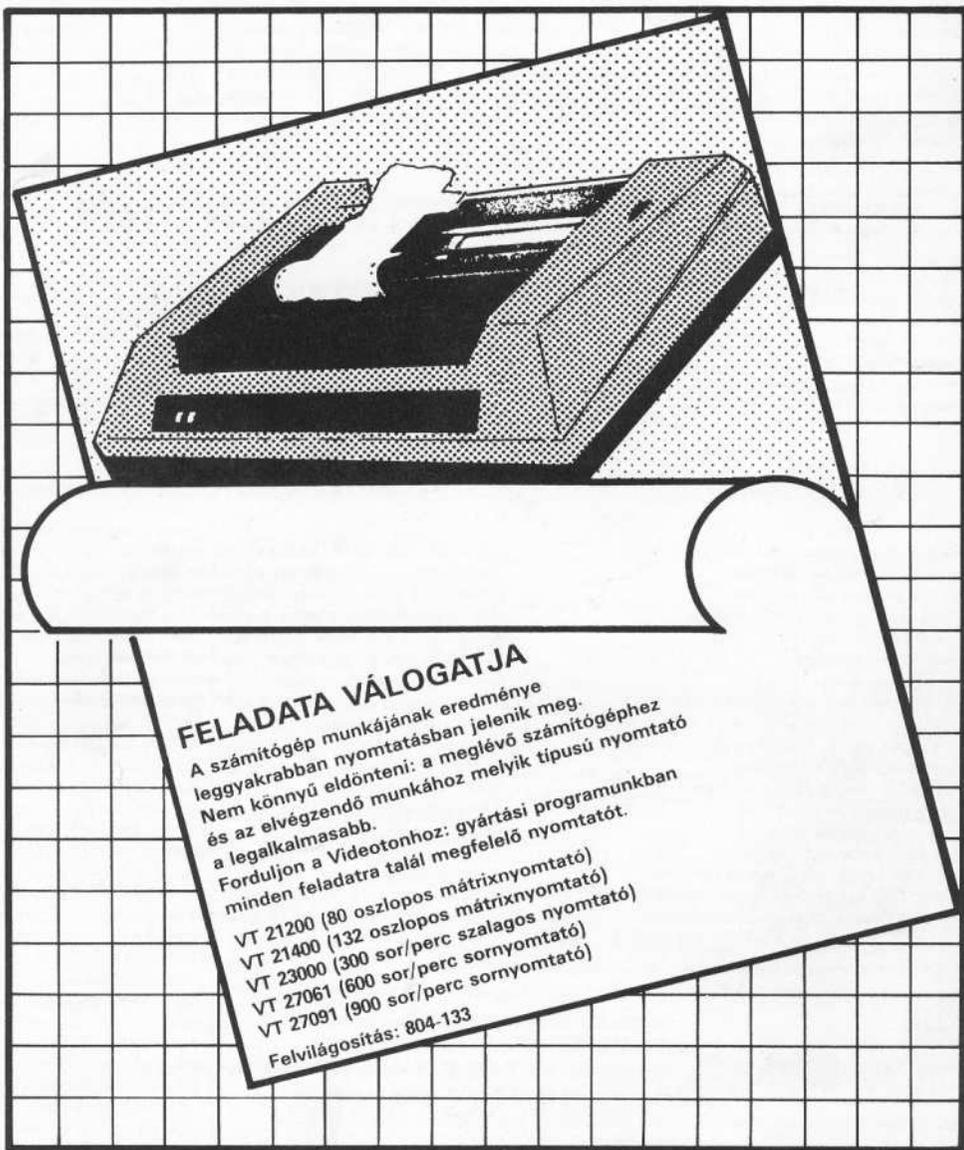 FELADATA VÁLOGATJA
A számítógép munkájának eredménye
leggyakrabban nyomtatásban jelenik meg.
Nem könnyű eldönteni: a meglévő számítógéphez
és az elvégzendő munkához melyik típusú nyomtató
a legalkalmasabb.
Forduljon a Videotonhoz: gyártási programunkban
minden feladatra talál megfelelő nyomtatót.
VT 21200 (80 oszlopos mátrixnyomtató)
VT 21400 (132 oszlopos mátrixnyomtató)
VT 23000 (300 sor/perc szalagos nyomtató)
VT 27061 (600 sor/perc sornyomtató)
VT 27091 (900 sor/perc sornyomtató)
Felvilágosítás: 804-133